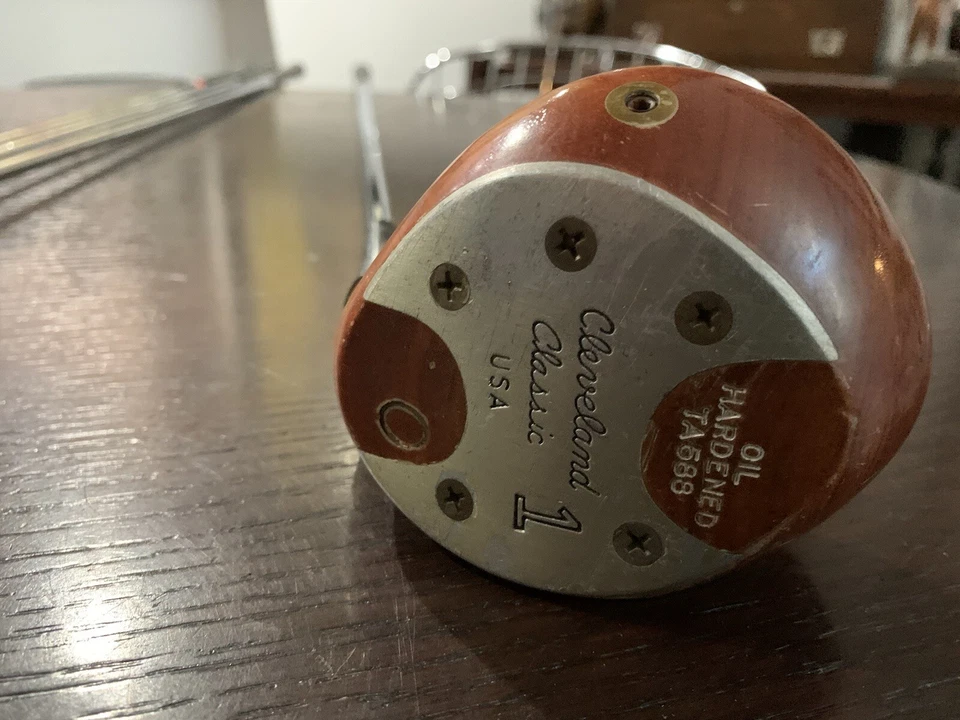 Cleveland
Classic
USA
1
OIL
HARDENED
TA588